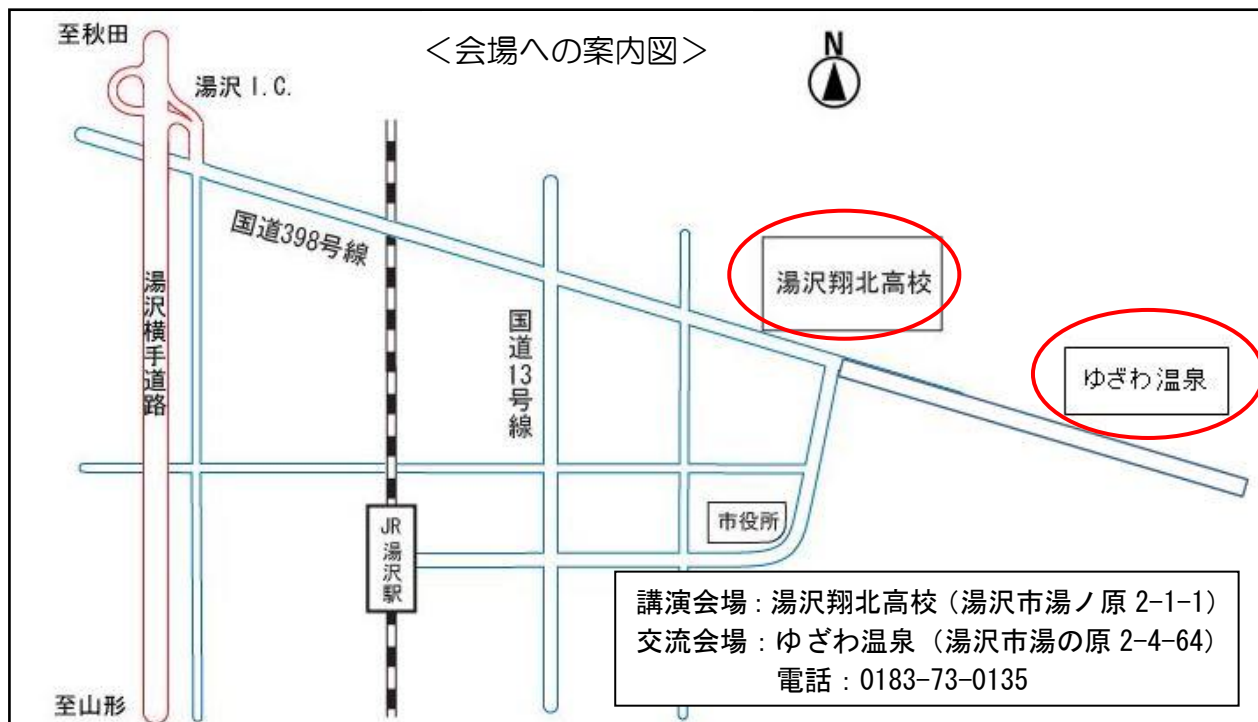 至秋田
<会場への案内図>
N
湯沢 I.C.
国道398号線
湯沢翔北高校
湯沢横手道路
国道13号線
ゆざわ温泉
市役所
JR湯沢駅
講演会場:湯沢翔北高校(湯沢市湯ノ原 2-1-1)
交流会場:ゆざわ温泉(湯沢市湯の原 2-4-64)
電話:0183-73-0135
至山形